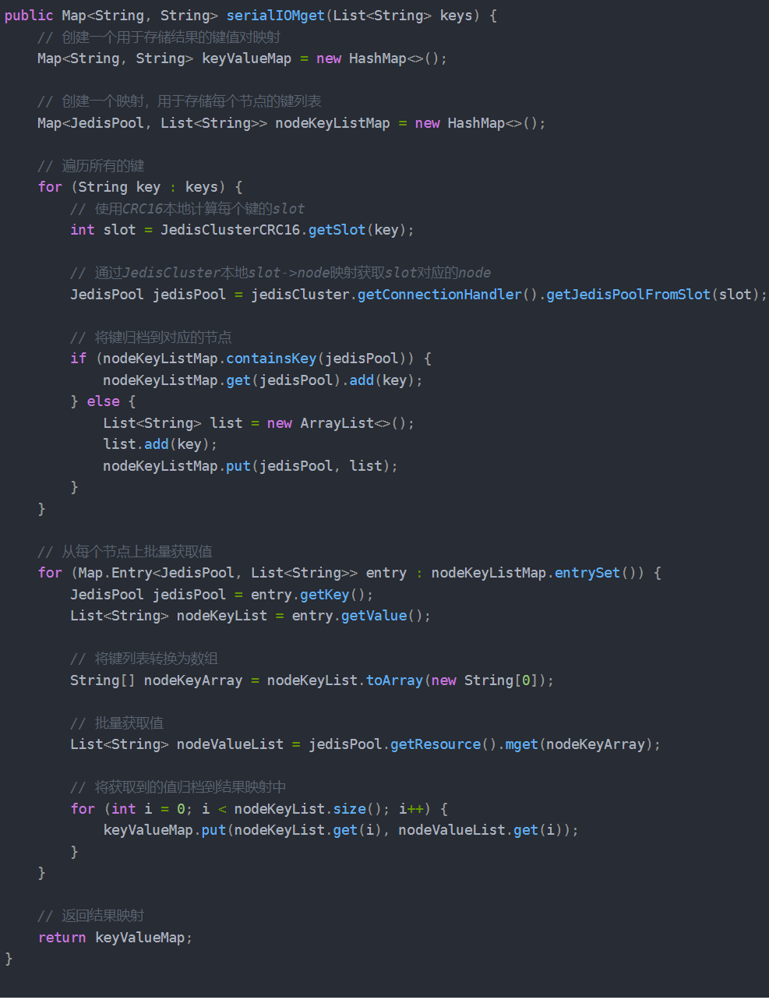 public Map<String, String> serialIOMget(List<String> keys) {
    // 创建一个用于存储结果的键值对映射
    Map<String, String> keyValueMap = new HashMap<>();

    // 创建一个映射，用于存储每个节点的键列表
    Map<JedisPool, List<String>> nodeKeyListMap = new HashMap<>();

    // 遍历所有的键
    for (String key : keys) {
        // 使用CRC16本地计算每个键的slot
        int slot = JedisClusterCRC16.getSlot(key);

        // 通过JedisCluster本地slot->node映射获取slot对应的node
        JedisPool jedisPool = jedisCluster.getConnectionHandler().getJedisPoolFromSlot(slot);

        // 将键归档到对应的节点
        if (nodeKeyListMap.containsKey(jedisPool)) {
            nodeKeyListMap.get(jedisPool).add(key);
        } else {
            List<String> list = new ArrayList<>();
            list.add(key);
            nodeKeyListMap.put(jedisPool, list);
        }
    }

    // 从每个节点上批量获取值
    for (Map.Entry<JedisPool, List<String>> entry : nodeKeyListMap.entrySet()) {
        JedisPool jedisPool = entry.getKey();
        List<String> nodeKeyList = entry.getValue();

        // 将键列表转换为数组
        String[] nodeKeyArray = nodeKeyList.toArray(new String[0]);

        // 批量获取值
        List<String> nodeValueList = jedisPool.getResource().mget(nodeKeyArray);

        // 将获取到的值归档到结果映射中
        for (int i = 0; i < nodeKeyList.size(); i++) {
            keyValueMap.put(nodeKeyList.get(i), nodeValueList.get(i));
        }
    }

    // 返回结果映射
    return keyValueMap;
}